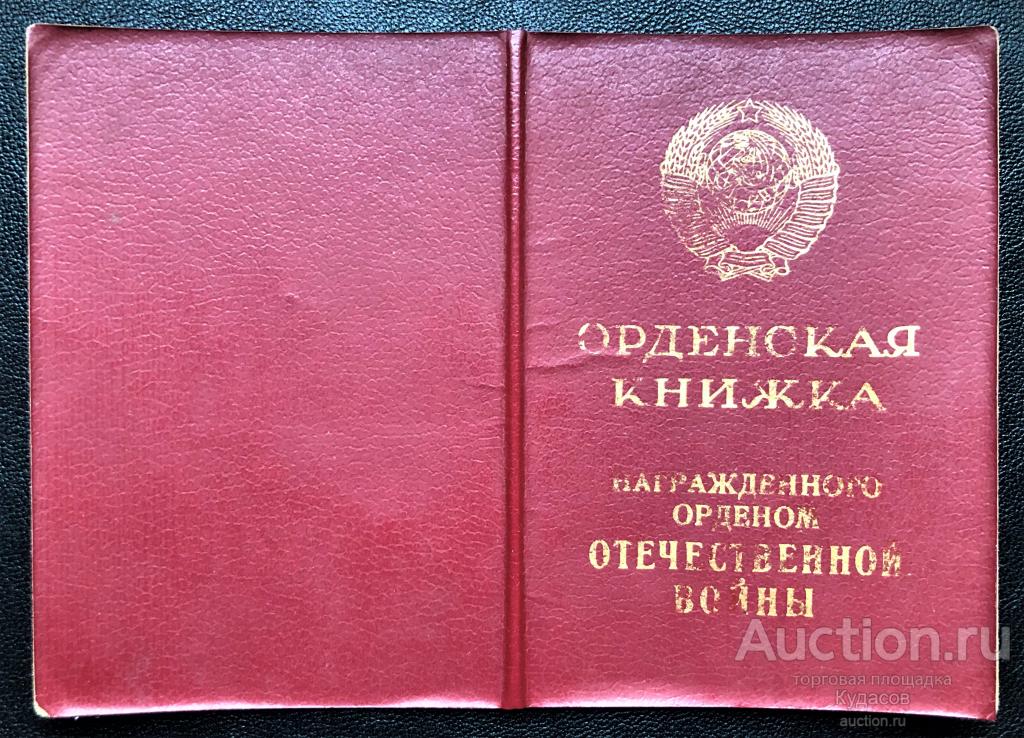 ОРДЕНСКАЯ
КНИЖКА
НАГРАЖДЕННОГО
ОРДЕНОМ
ОТЕЧЕСТВЕННОЙ
ВОЙНЫ
Auction.ru
торговая площадка
Кудасов
auction.ru